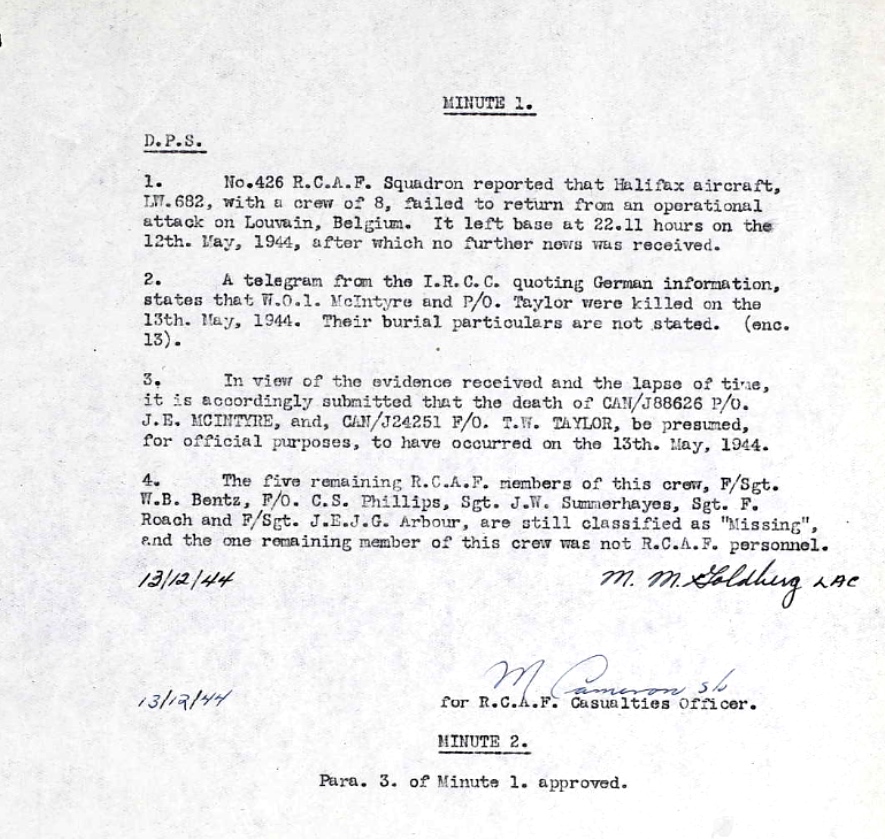 MINUTE 1.
D.P.S.
1. No.426 R.C.A.F. Squadron reported that Halifax aircraft,
LW.682, with a crew of 8, failed to return from an operational
attack on Louvain, Belgium. It left base at 22.11 hours on the
12th. May, 1944, after which no further news was received.
2. A telegram from the I.R.C.C. quoting German information,
states that W.O.1. McIntyre and P/O. Taylor were killed on the
13th. May, 1944. Their burial particulars are not stated. (enc.
13).
3. In view of the evidence received and the lapse of time,
it is accordingly submitted that the death of CAN/J88626 P/O.
J.E. MCINTYRE, and, CAN/J24251 F/O. T.W. TAYLOR, be presumed,
for official purposes, to have occurred on the 13th. May, 1944.
4. The five remaining R.C.A.F. members of this crew, F/Sgt.
W.B. Bentz, F/O. C.S. Phillips, Sgt. J.W. Summerhayes, Sgt. F.
Roach and F/Sgt. J.E.J.G. Arbour, are still classified as "Missing",
and the one remaining member of this crew was not R.C.A.F. personnel.
13/12/44 M. M. Goldberg LAC
M Cameron s/o
13/12/44 for R.C.A.F. Casualties Officer.
MINUTE 2.
Para. 3. of Minute 1. approved.